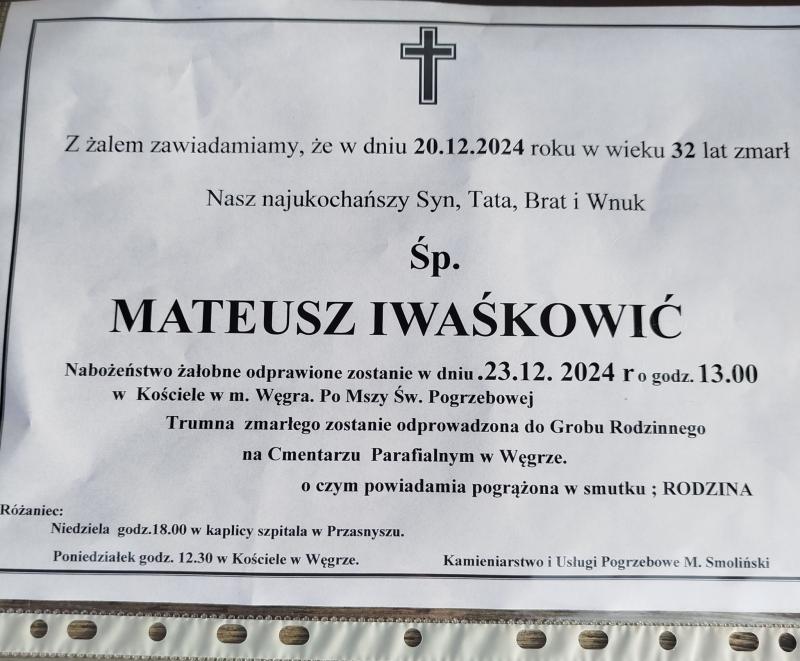 Z żalem zawiadamiamy, że w dniu 20.12.2024 roku w wieku 32 lat zmarł
Nasz najukochańszy Syn, Tata, Brat i Wnuk
Śp.
MATEUSZ IWAŚKOWIĆ
Nabożeństwo żałobne odprawione zostanie w dniu .23.12. 2024 r o godz. 13.00
w Kościele w m. Węgra. Po Mszy Św. Pogrzebowej
Trumna zmarłego zostanie odprowadzona do Grobu Rodzinnego
na Cmentarzu Parafialnym w Węgrze.
o czym powiadamia pogrążona w smutku ; RODZINA
Różaniec:
Niedziela godz.18.00 w kaplicy szpitala w Przasnyszu.
Poniedziałek godz. 12.30 w Kościele w Węgrze.
Kamieniarstwo i Usługi Pogrzebowe M. Smoliński